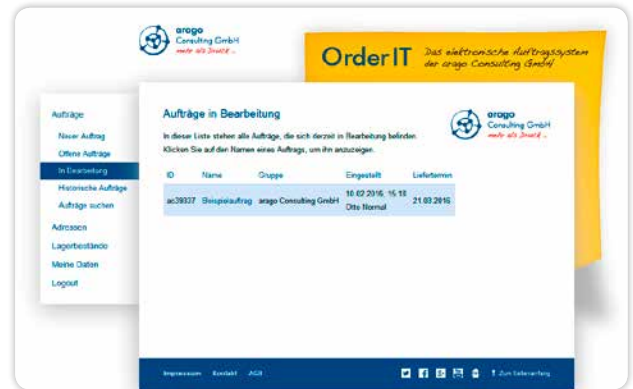 arago
Consulting GmbH
mehr als Druck ...
OrderIT
Das elektronische Auftragssystem
der arago Consulting GmbH
Aufträge
Neuer Auftrag
Offene Aufträge
In Bearbeitung
Historische Aufträge
Aufträge suchen
Adressen
Lagerbestände
Meine Daten
Logout
Aufträge in Bearbeitung
In dieser Liste stehen alle Aufträge, die sich derzeit in Bearbeitung befinden.
Klicken Sie auf den Namen eines Auftrags, um ihn anzuzeigen.
arago
Consulting GmbH
mehr als Druck ...
ID Name Gruppe Eingestellt Liefertermin
ac39337 Beispielauftrag arago Consulting GmbH 10.02.2016, 15:18 21.03.2016
Otto Normal
Impressum Kontakt AGB
Zum Seitenanfang